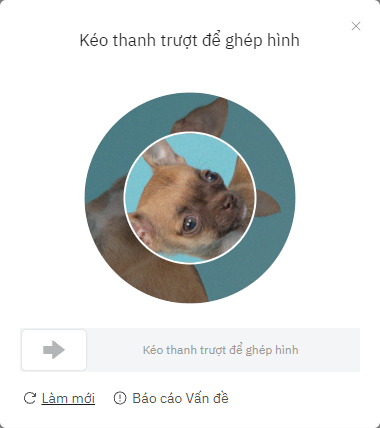 Kéo thanh trượt để ghép hình
Kéo thanh trượt để ghép hình
Làm mới
Báo cáo Vấn đề